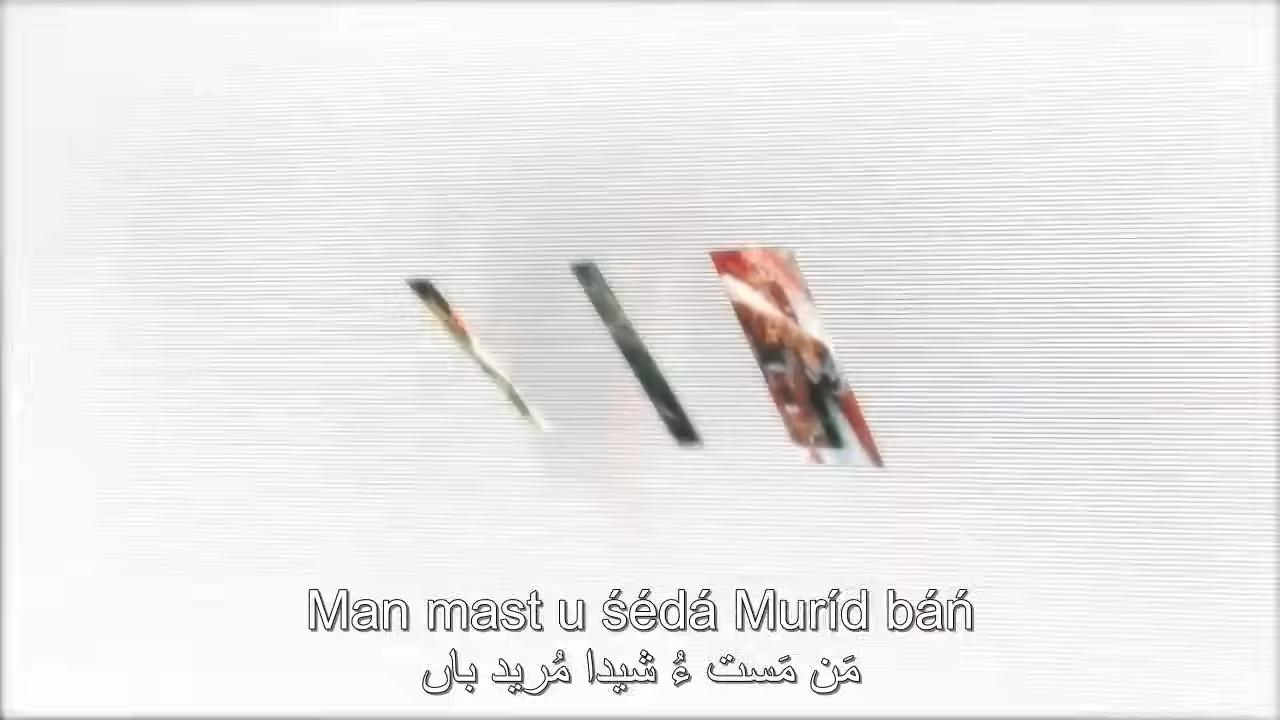 Man mast u śédá Muríd báń
مَن مَست ءُ شیدا مُرید باں